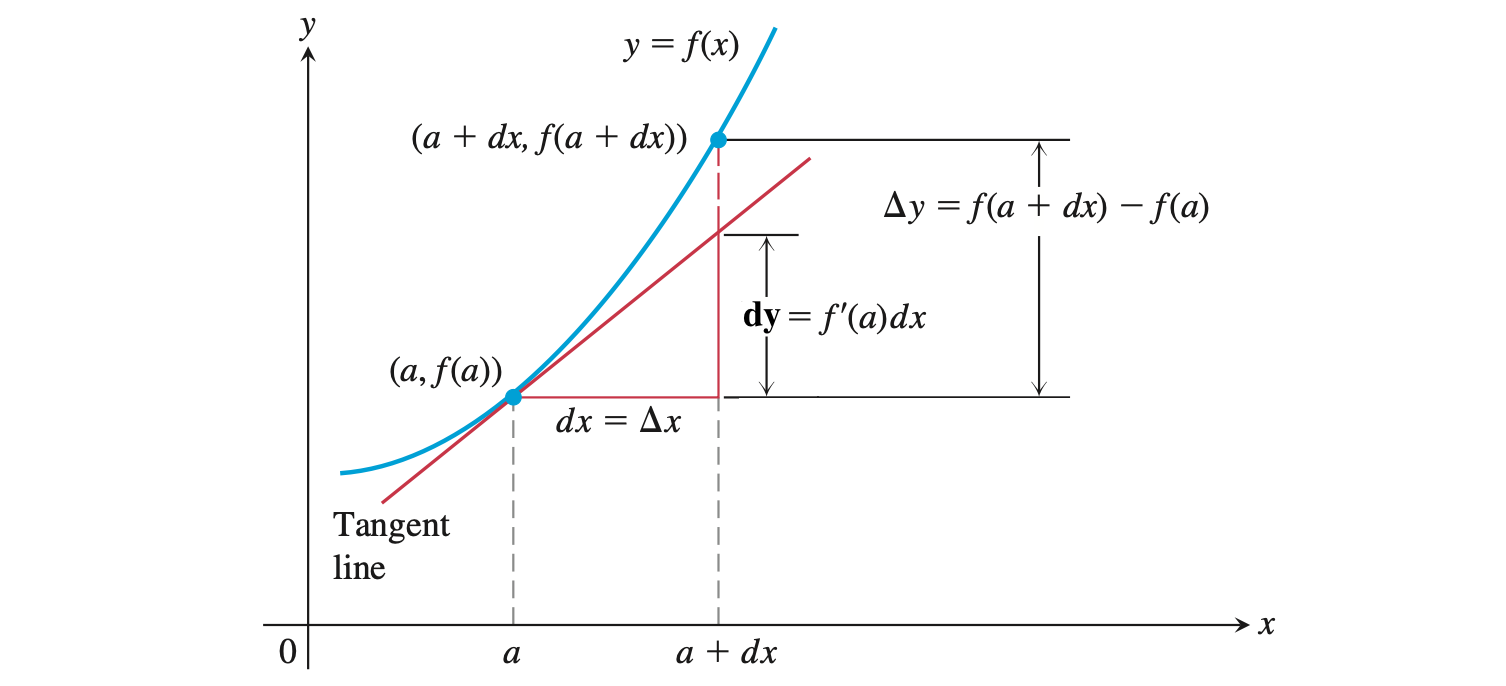 y
y = f(x)
(a + dx, f(a + dx))
Δy = f(a + dx) − f(a)
dy = f′(a)dx
(a, f(a))
dx = Δx
Tangent
line
x
0
a
a + dx